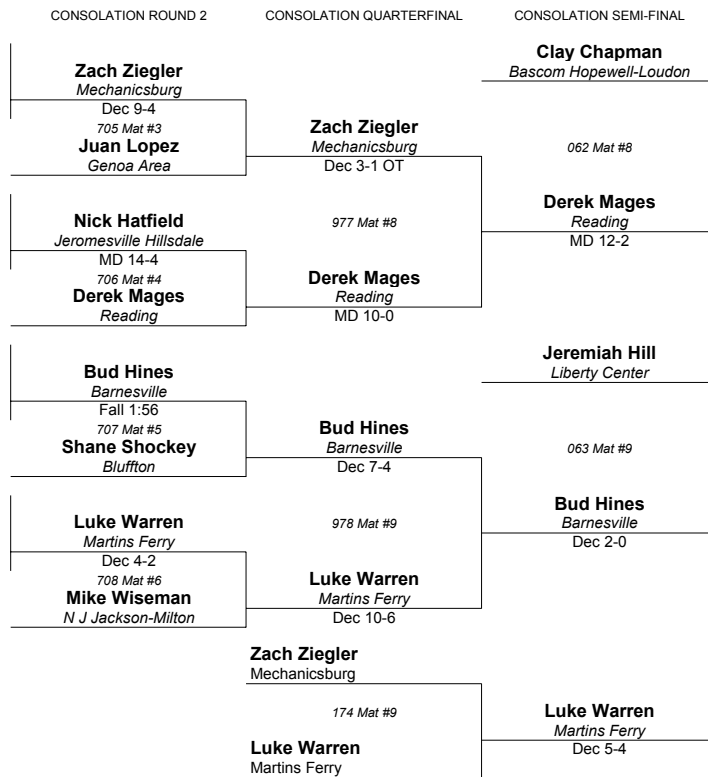 CONSOLATION ROUND 2
CONSOLATION QUARTERFINAL
CONSOLATION SEMI-FINAL
Zach Ziegler
Mechanicsburg
Dec 9-4
705 Mat #3
Juan Lopez
Genoa Area
Nick Hatfield
Jeromesville Hillsdale
MD 14-4
706 Mat #4
Derek Mages
Reading
Bud Hines
Barnesville
Fall 1:56
707 Mat #5
Shane Shockey
Bluffton
Luke Warren
Martins Ferry
Dec 4-2
708 Mat #6
Mike Wiseman
N J Jackson-Milton
Zach Ziegler
Mechanicsburg
Dec 3-1 OT
977 Mat #8
Derek Mages
Reading
MD 10-0
Bud Hines
Barnesville
Dec 7-4
978 Mat #9
Luke Warren
Martins Ferry
Dec 10-6
Clay Chapman
Bascom Hopewell-Loudon
062 Mat #8
Derek Mages
Reading
MD 12-2
Jeremiah Hill
Liberty Center
063 Mat #9
Bud Hines
Barnesville
Dec 2-0
Zach Ziegler
Mechanicsburg
174 Mat #9
Luke Warren
Martins Ferry
Luke Warren
Martins Ferry
Dec 5-4